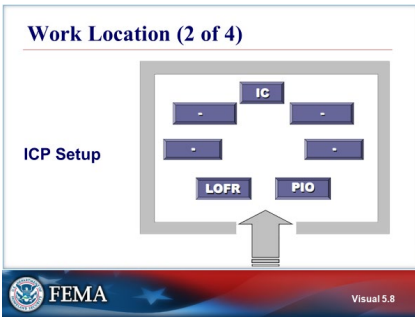 Work Location (2 of 4)
IC
- -
ICP Setup
- -
LOFR PIO
FEMA
Visual 5.8